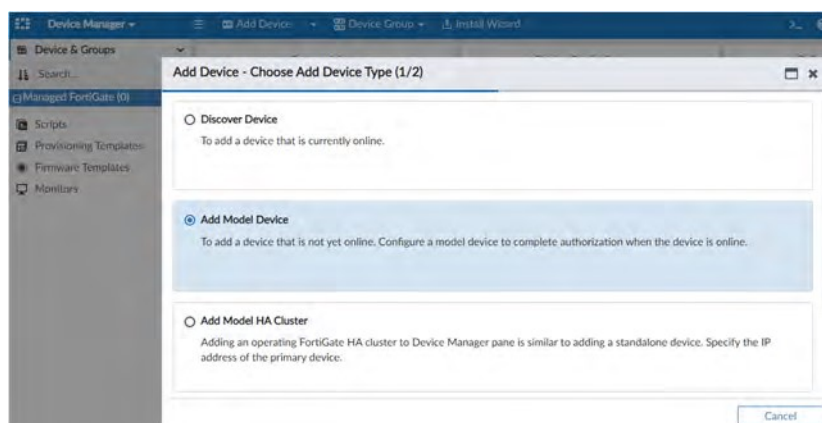 Device Manager
Add Device
Device Group
Install Wizard
Device & Groups
Search...
Managed FortiGate (0)
Scripts
Provisioning Templates
Firmware Templates
Monitors
Add Device - Choose Add Device Type (1/2)
Discover Device
To add a device that is currently online.
Add Model Device
To add a device that is not yet online. Configure a model device to complete authorization when the device is online.
Add Model HA Cluster
Adding an operating FortiGate HA cluster to Device Manager pane is similar to adding a standalone device. Specify the IP
address of the primary device.
Cancel